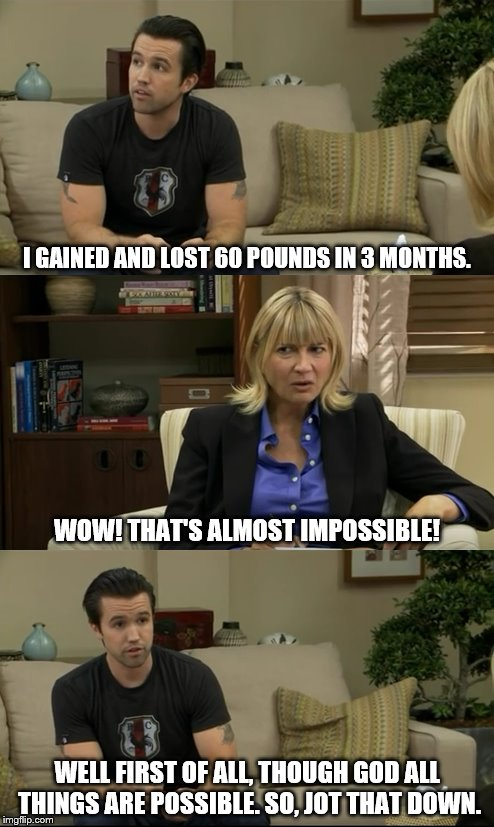 I GAINED AND LOST 60 POUNDS IN 3 MONTHS.
WOW! THAT'S ALMOST IMPOSSIBLE!
WELL FIRST OF ALL, THOUGH GOD ALL
THINGS ARE POSSIBLE. SO, JOT THAT DOWN.
imgflip.com